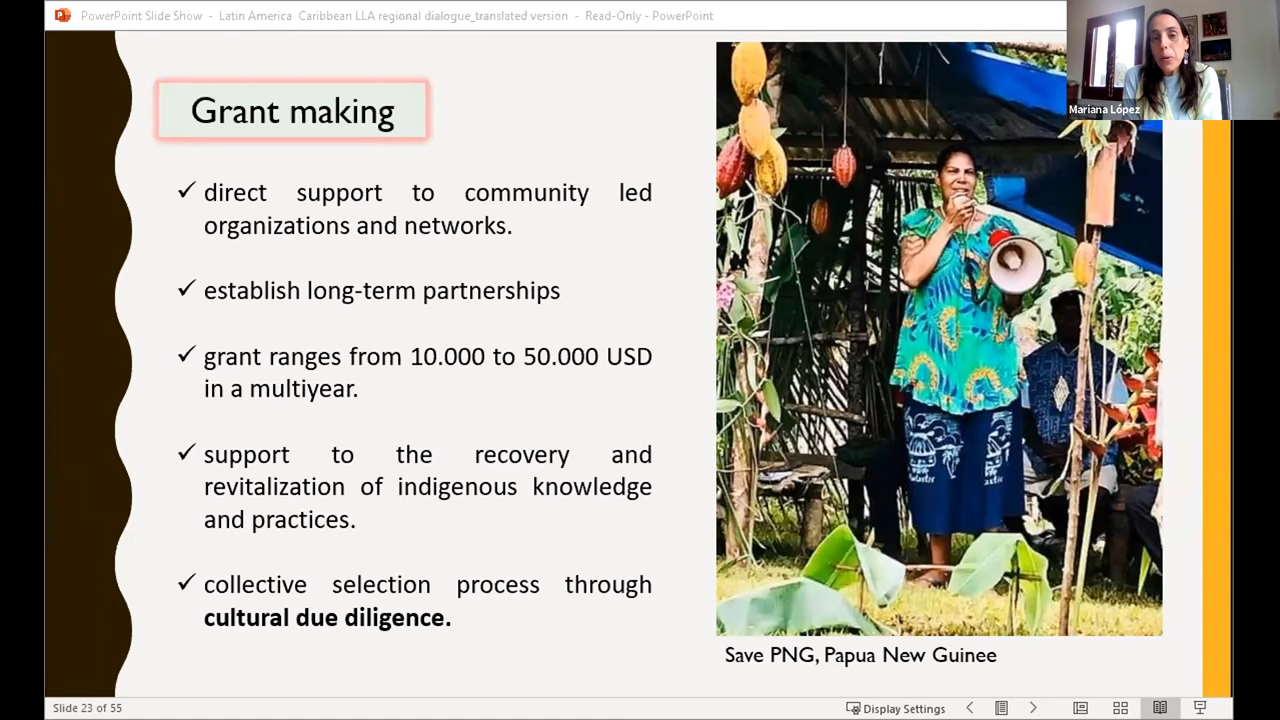 PowerPoint Slide Show - Latin America Caribbean LLA regional dialogue_translated version - Read-Only - PowerPoint
Mariana López
Grant making
✓ direct support to community led
organizations and networks.
✓ establish long-term partnerships
✓ grant ranges from 10.000 to 50.000 USD
in a multiyear.
✓ support to the recovery and
revitalization of indigenous knowledge
and practices.
✓ collective selection process through
cultural due diligence.
Save PNG, Papua New Guinee
Slide 23 of 55
Display Settings